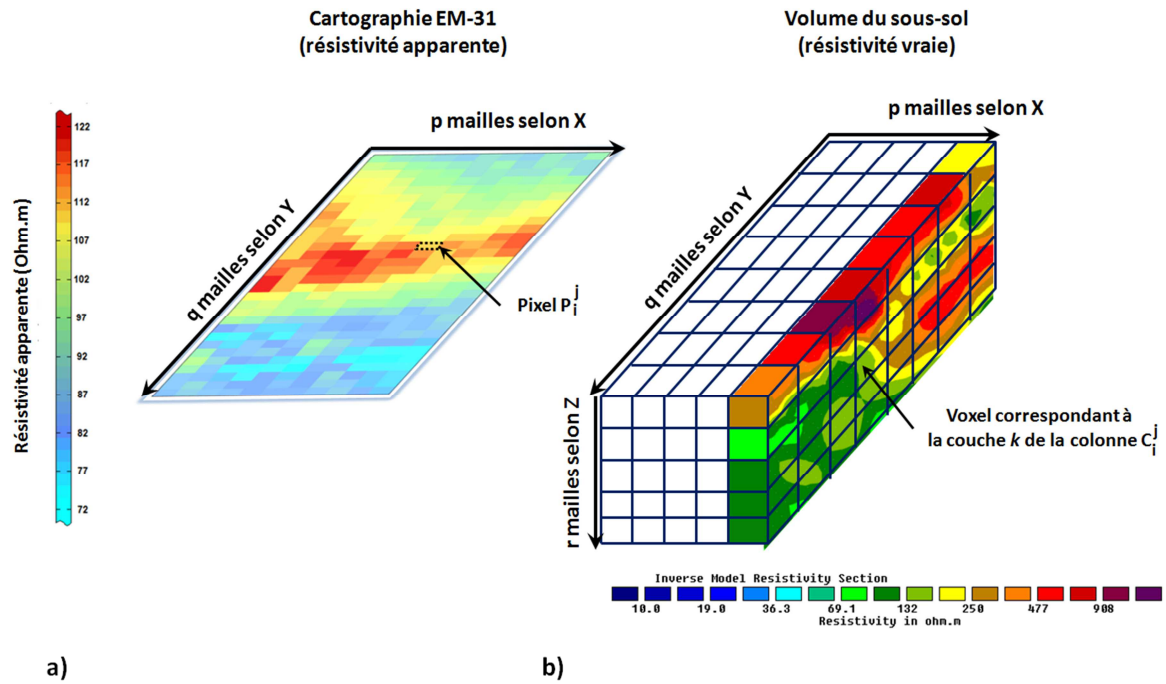 Cartographie EM-31
(résistivité apparente)
Volume du sous-sol
(résistivité vraie)
p mailles selon X
q mailles selon Y
Pixel P_i^j
Résistivité apparente (Ohm.m)
122
117
112
107
102
97
92
87
82
77
72
p mailles selon X
q mailles selon Y
r mailles selon Z
Voxel correspondant à
la couche k de la colonne C_i^j
Inverse Model Resistivity Section
10.0 19.0 36.3 69.1 132 250 477 908
Resistivity in ohm.m
a)
b)